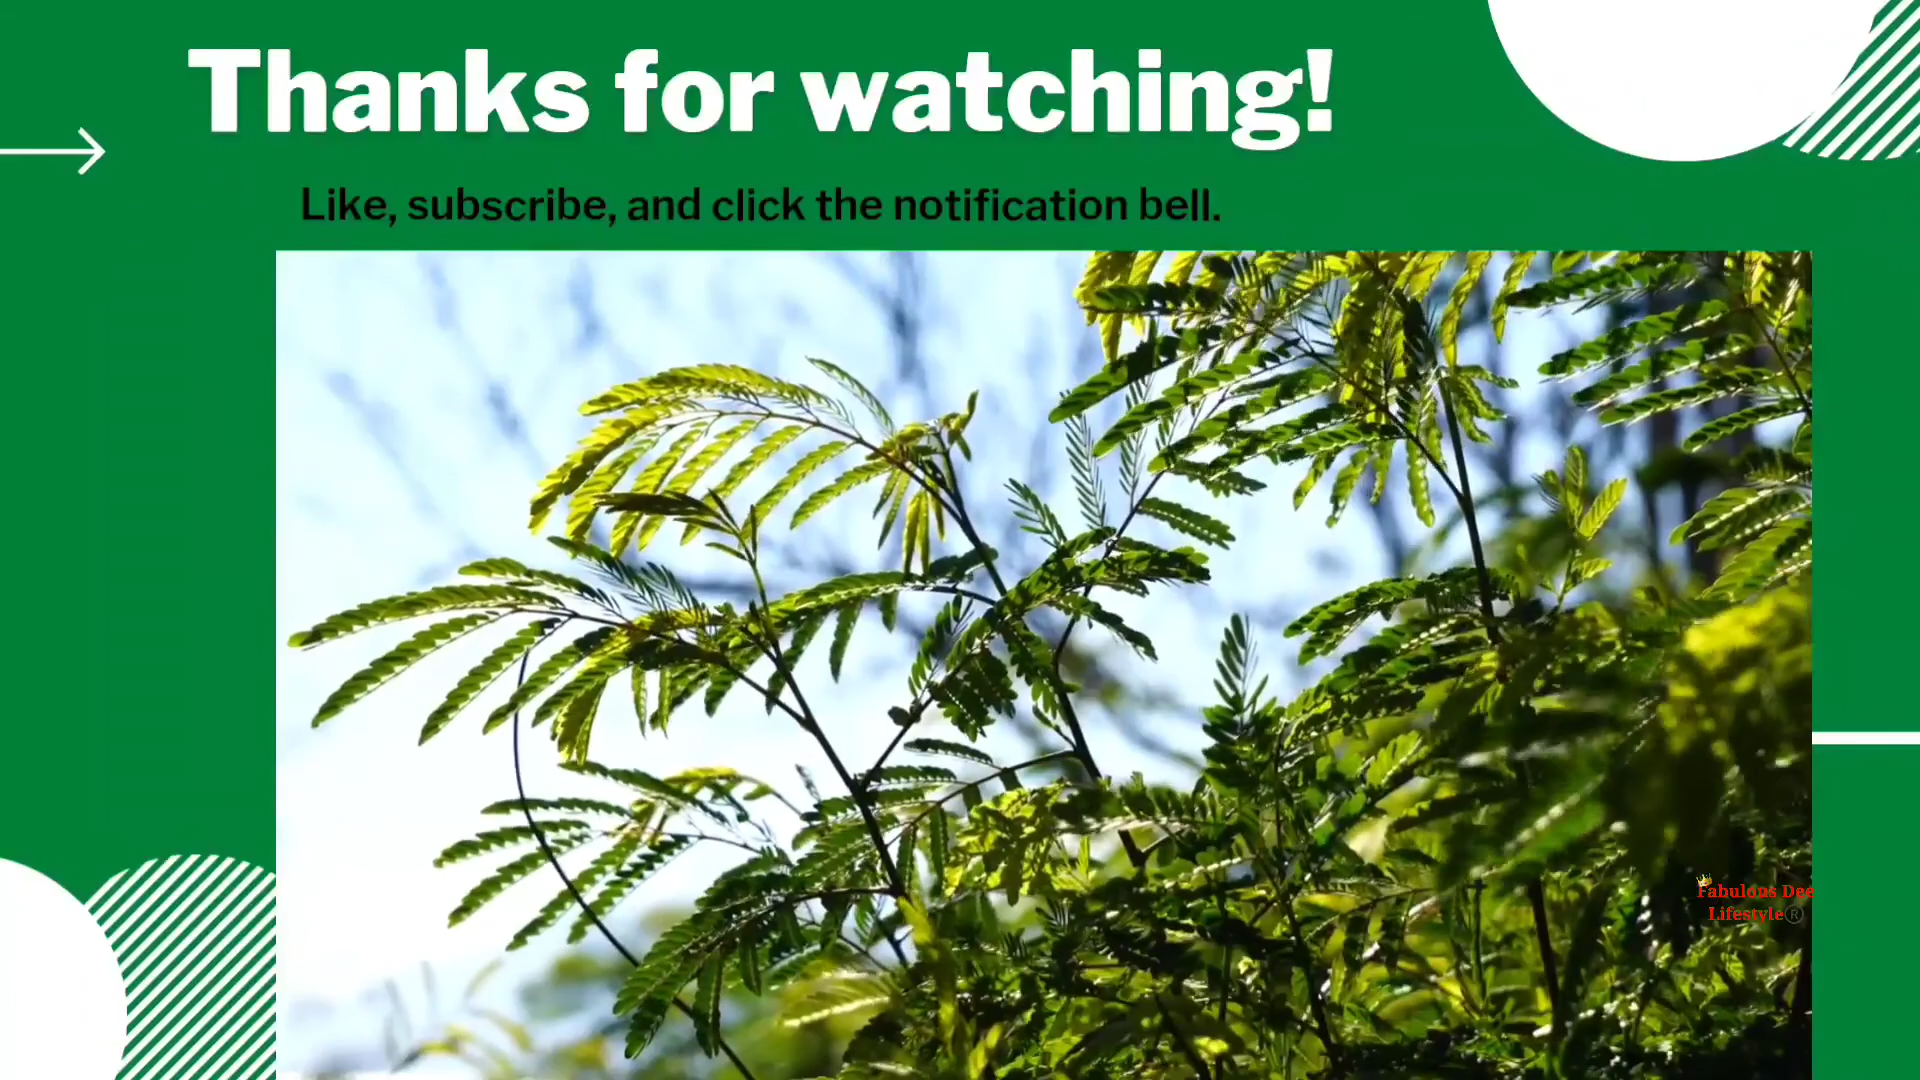 Thanks for watching!
Like, subscribe, and click the notification bell.
Fabulous Dee
Lifestyle®